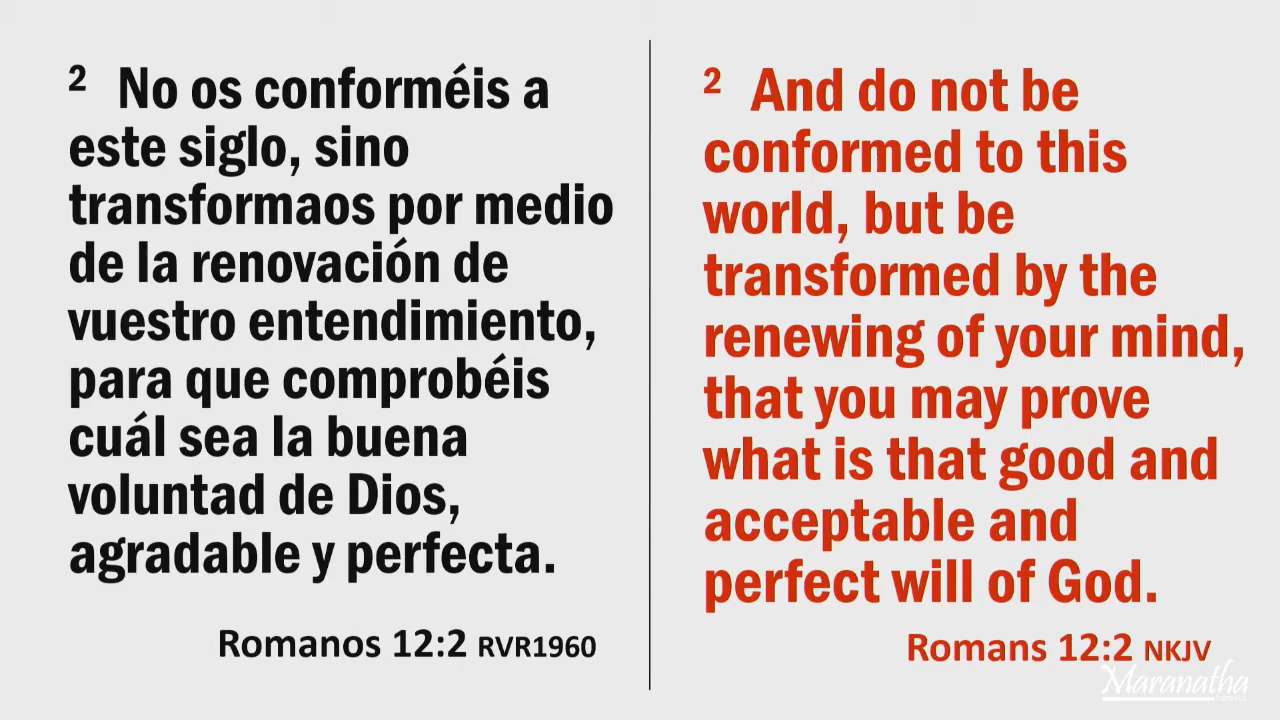 2 No os conforméis a
este siglo, sino
transformaos por medio
de la renovación de
vuestro entendimiento,
para que comprobéis
cuál sea la buena
voluntad de Dios,
agradable y perfecta.
Romanos 12:2 RVR1960
2 And do not be
conformed to this
world, but be
transformed by the
renewing of your mind,
that you may prove
what is that good and
acceptable and
perfect will of God.
Romans 12:2 NKJV
Maranatha